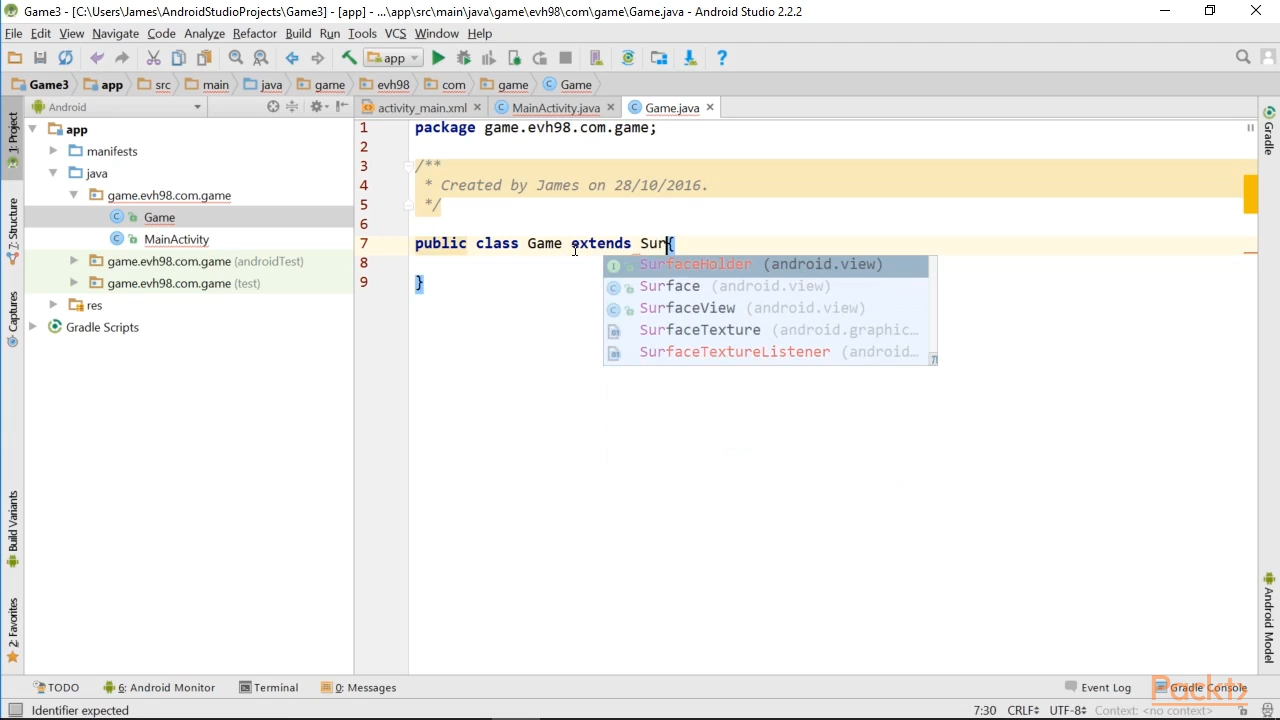 Game3 - [C:\Users\James\AndroidStudioProjects\Game3] - [app] - ...\app\src\main\java\game\evh98\com\game\Game.java - Android Studio 2.2.2
File Edit View Navigate Code Analyze Refactor Build Run Tools VCS Window Help
app
Game3 app src main java game evh98 com game Game
1: Project
7: Structure
Captures
Build Variants
2: Favorites
Android
app
manifests
java
game.evh98.com.game
Game
MainActivity
game.evh98.com.game (androidTest)
game.evh98.com.game (test)
res
Gradle Scripts
activity_main.xml MainActivity.java Game.java
1 package game.evh98.com.game;
2
3 /**
4 * Created by James on 28/10/2016.
5 */
6
7 public class Game extends Sur{
8
9 }
SurfaceHolder (android.view)
Surface (android.view)
SurfaceView (android.view)
SurfaceTexture (android.graphic...
SurfaceTextureListener (android...
Gradle
Android Model
TODO 6: Android Monitor Terminal 0: Messages Event Log Gradle Console
Packt
Identifier expected 7:30 CRLF UTF-8 Context: <no context>